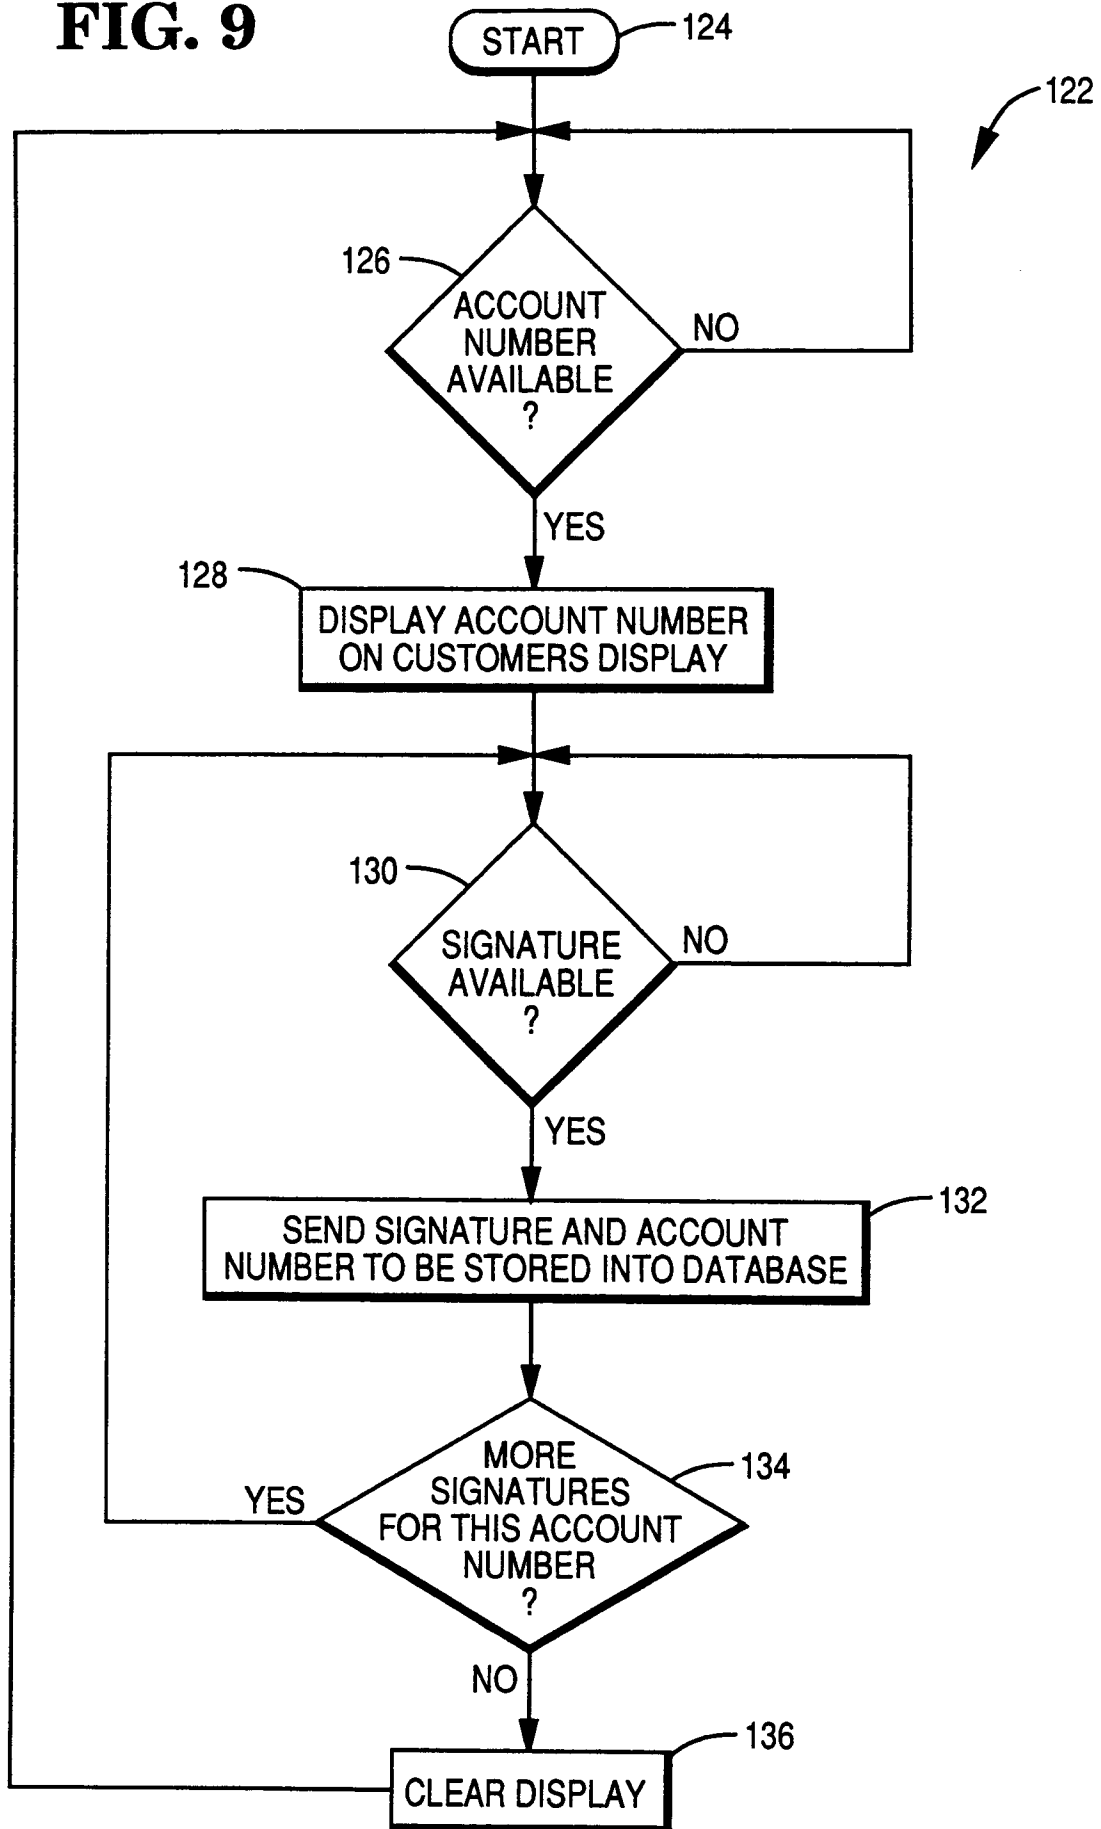 FIG. 9
START
124
122
126
ACCOUNT
NUMBER
AVAILABLE
?
NO
YES
128
DISPLAY ACCOUNT NUMBER
ON CUSTOMERS DISPLAY
130
SIGNATURE
AVAILABLE
?
NO
YES
132
SEND SIGNATURE AND ACCOUNT
NUMBER TO BE STORED INTO DATABASE
134
MORE
SIGNATURES
FOR THIS ACCOUNT
NUMBER
?
YES
NO
136
CLEAR DISPLAY